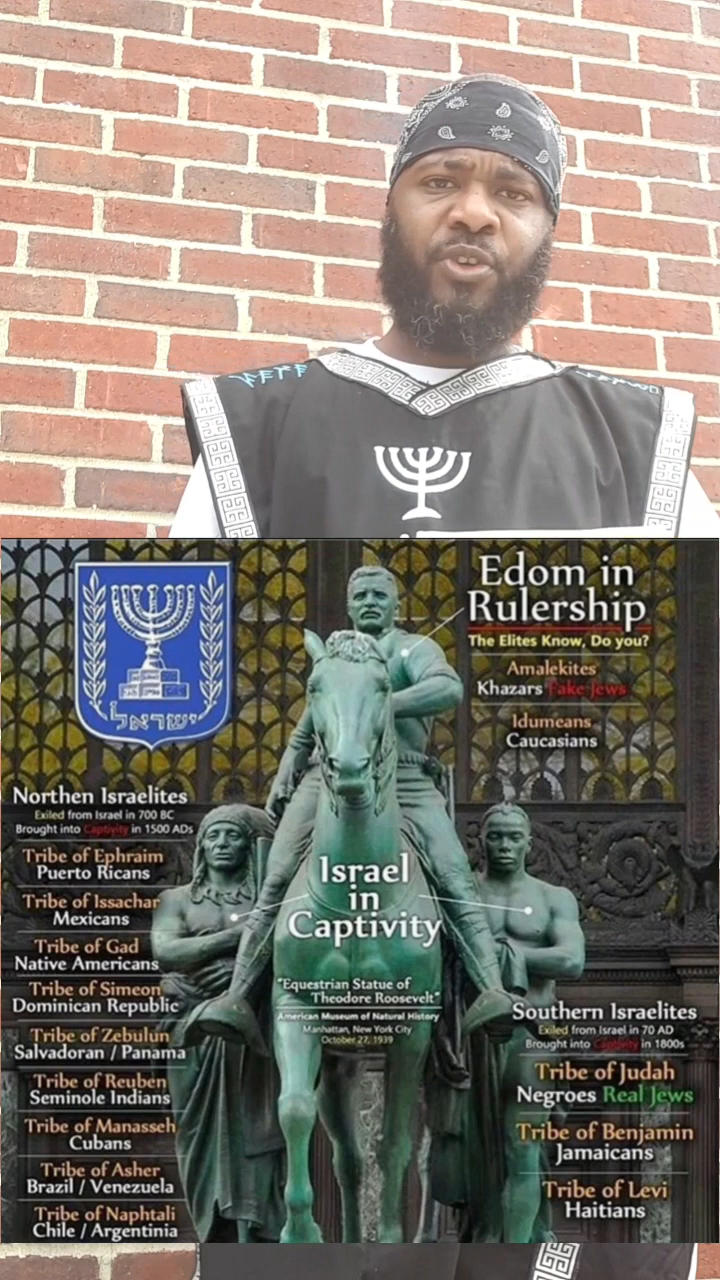 ישראל
Edom in
Rulership
The Elites Know, Do you?
Amalekites
Khazars Fake Jews
Idumeans
Caucasians
Northen Israelites
Exiled from Israel in 700 BC
Brought into Captivity in 1500 ADs
Tribe of Ephraim
Puerto Ricans
Tribe of Issachar
Mexicans
Tribe of Gad
Native Americans
Tribe of Simeon
Dominican Republic
Tribe of Zebulun
Salvadoran / Panama
Tribe of Reuben
Seminole Indians
Tribe of Manasseh
Cubans
Tribe of Asher
Brazil / Venezuela
Tribe of Naphtali
Chile / Argentinia
Israel
in
Captivity
"Equestrian Statue of
Theodore Roosevelt"
American Museum of Natural History
Manhattan, New York City
October 27, 1939
Southern Israelites
Exiled from Israel in 70 AD
Brought into Captivity in 1800s
Tribe of Judah
Negroes Real Jews
Tribe of Benjamin
Jamaicans
Tribe of Levi
Haitians